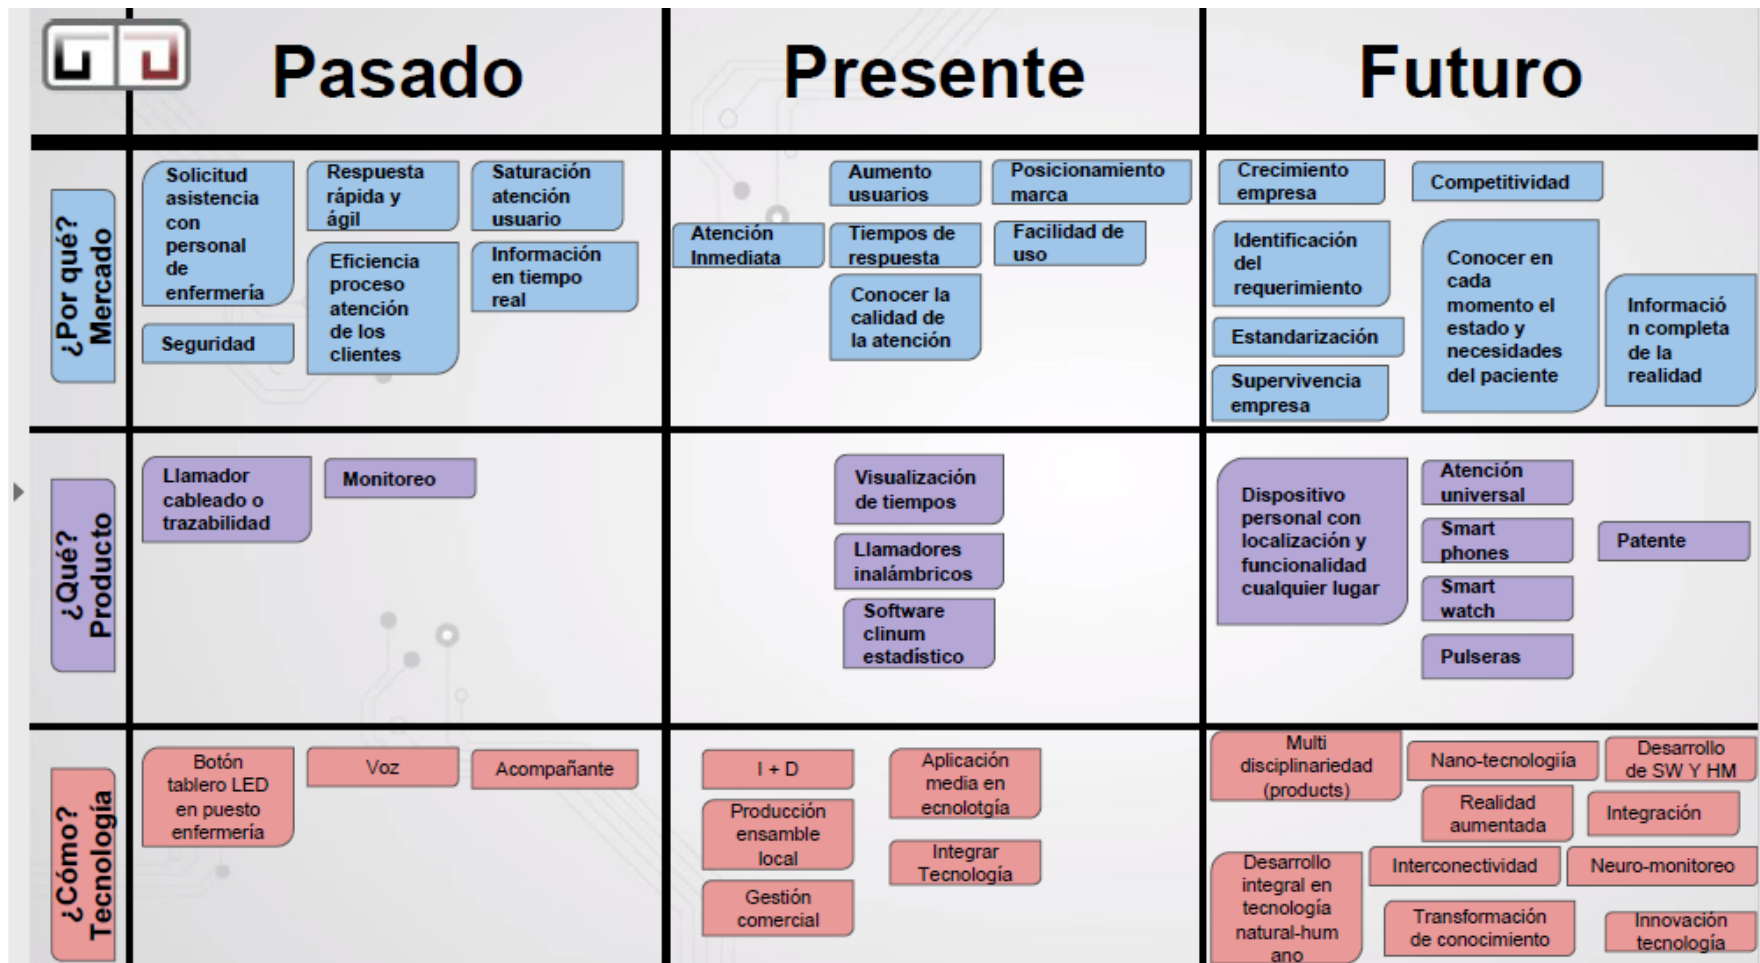 Pasado
Presente
Futuro
¿Por qué?
Mercado
Solicitud
asistencia
con
personal
de
enfermería
Respuesta
rápida y
ágil
Saturación
atención
usuario
Eficiencia
proceso
atención
de los
clientes
Información
en tiempo
real
Seguridad
Aumento
usuarios
Posicionamiento
marca
Atención
Inmediata
Tiempos de
respuesta
Facilidad de
uso
Conocer la
calidad de
la atención
Crecimiento
empresa
Competitividad
Identificación
del
requerimiento
Conocer en
cada
momento el
estado y
necesidades
del paciente
Informació
n completa
de la
realidad
Estandarización
Supervivencia
empresa
¿Qué?
Producto
Llamador
cableado o
trazabilidad
Monitoreo
Visualización
de tiempos
Llamadores
inalámbricos
Software
clinum
estadístico
Dispositivo
personal con
localización y
funcionalidad
cualquier lugar
Atención
universal
Smart
phones
Smart
watch
Pulseras
Patente
¿Cómo?
Tecnología
Botón
tablero LED
en puesto
enfermería
Voz
Acompañante
I + D
Producción
ensamble
local
Gestión
comercial
Aplicación
media en
ecnolotgía
Integrar
Tecnología
Multi
disciplinariedad
(products)
Nano-tecnologiía
Desarrollo
de SW Y HM
Realidad
aumentada
Integración
Desarrollo
integral en
tecnología
natural-hum
ano
Interconectividad
Neuro-monitoreo
Transformación
de conocimiento
Innovación
tecnología